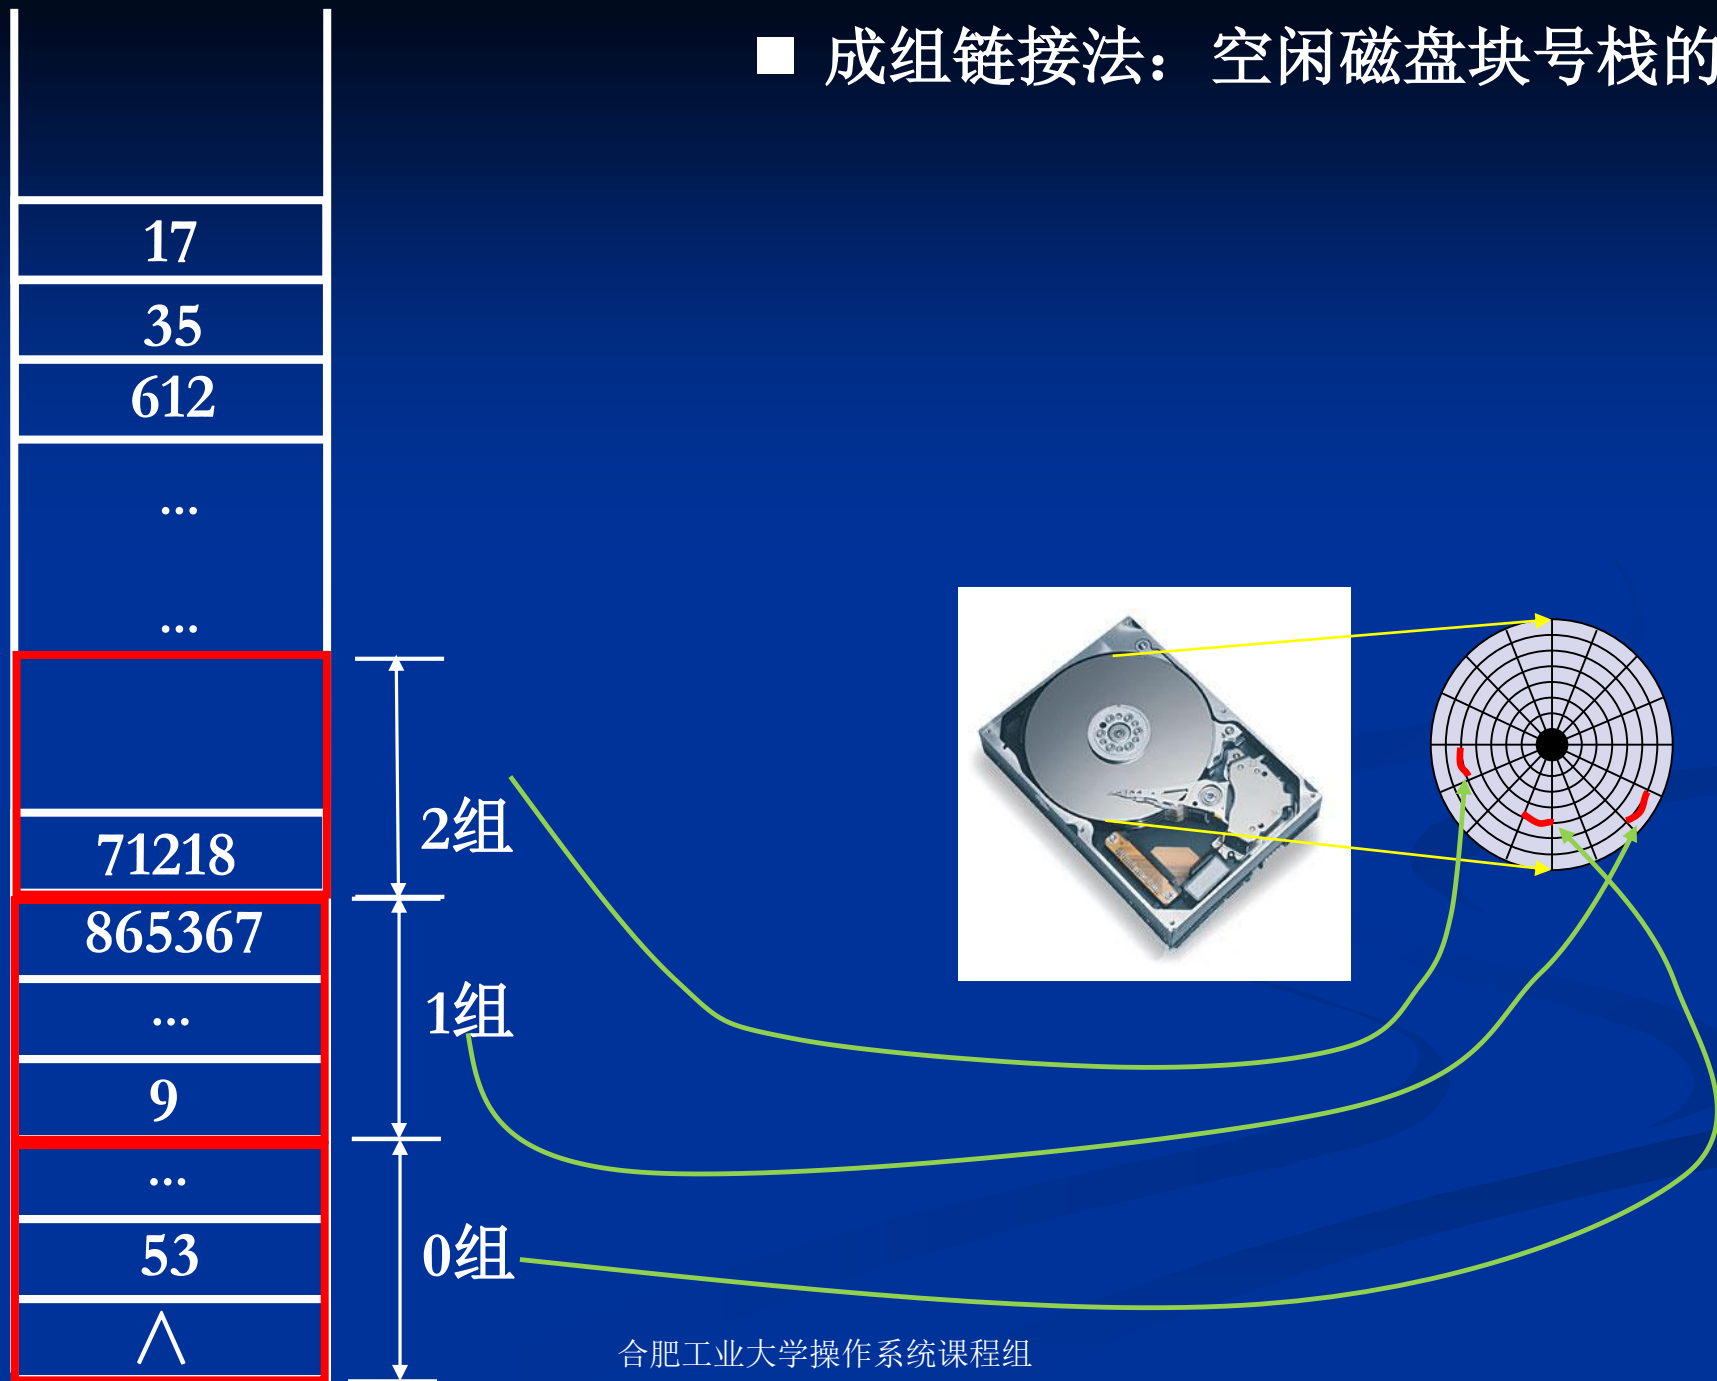 ■ 成组链接法：空闲磁盘块号栈的
17
35
612
...
...
71218
2组
865367
...
9
1组
...
53
∧
0组
合肥工业大学操作系统课程组